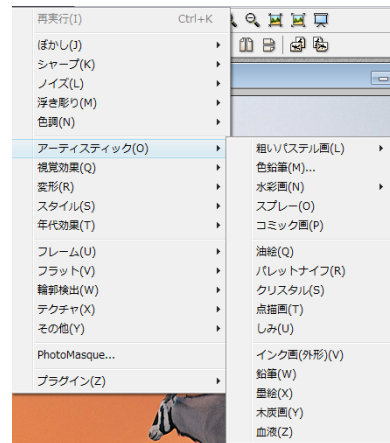 再実行(I) Ctrl+K
ぼかし(J)
シャープ(K)
ノイズ(L)
浮き彫り(M)
色調(N)
アーティスティック(O)
視覚効果(Q)
変形(R)
スタイル(S)
年代効果(T)
フレーム(U)
フラット(V)
輪郭検出(W)
テクチャ(X)
その他(Y)
PhotoMasque...
プラグイン(Z)
粗いパステル画(L)
色鉛筆(M)...
水彩画(N)
スプレー(O)
コミック画(P)
油絵(Q)
パレットナイフ(R)
クリスタル(S)
点描画(T)
しみ(U)
インク画(外形)(V)
鉛筆(W)
墨絵(X)
木炭画(Y)
血液(Z)